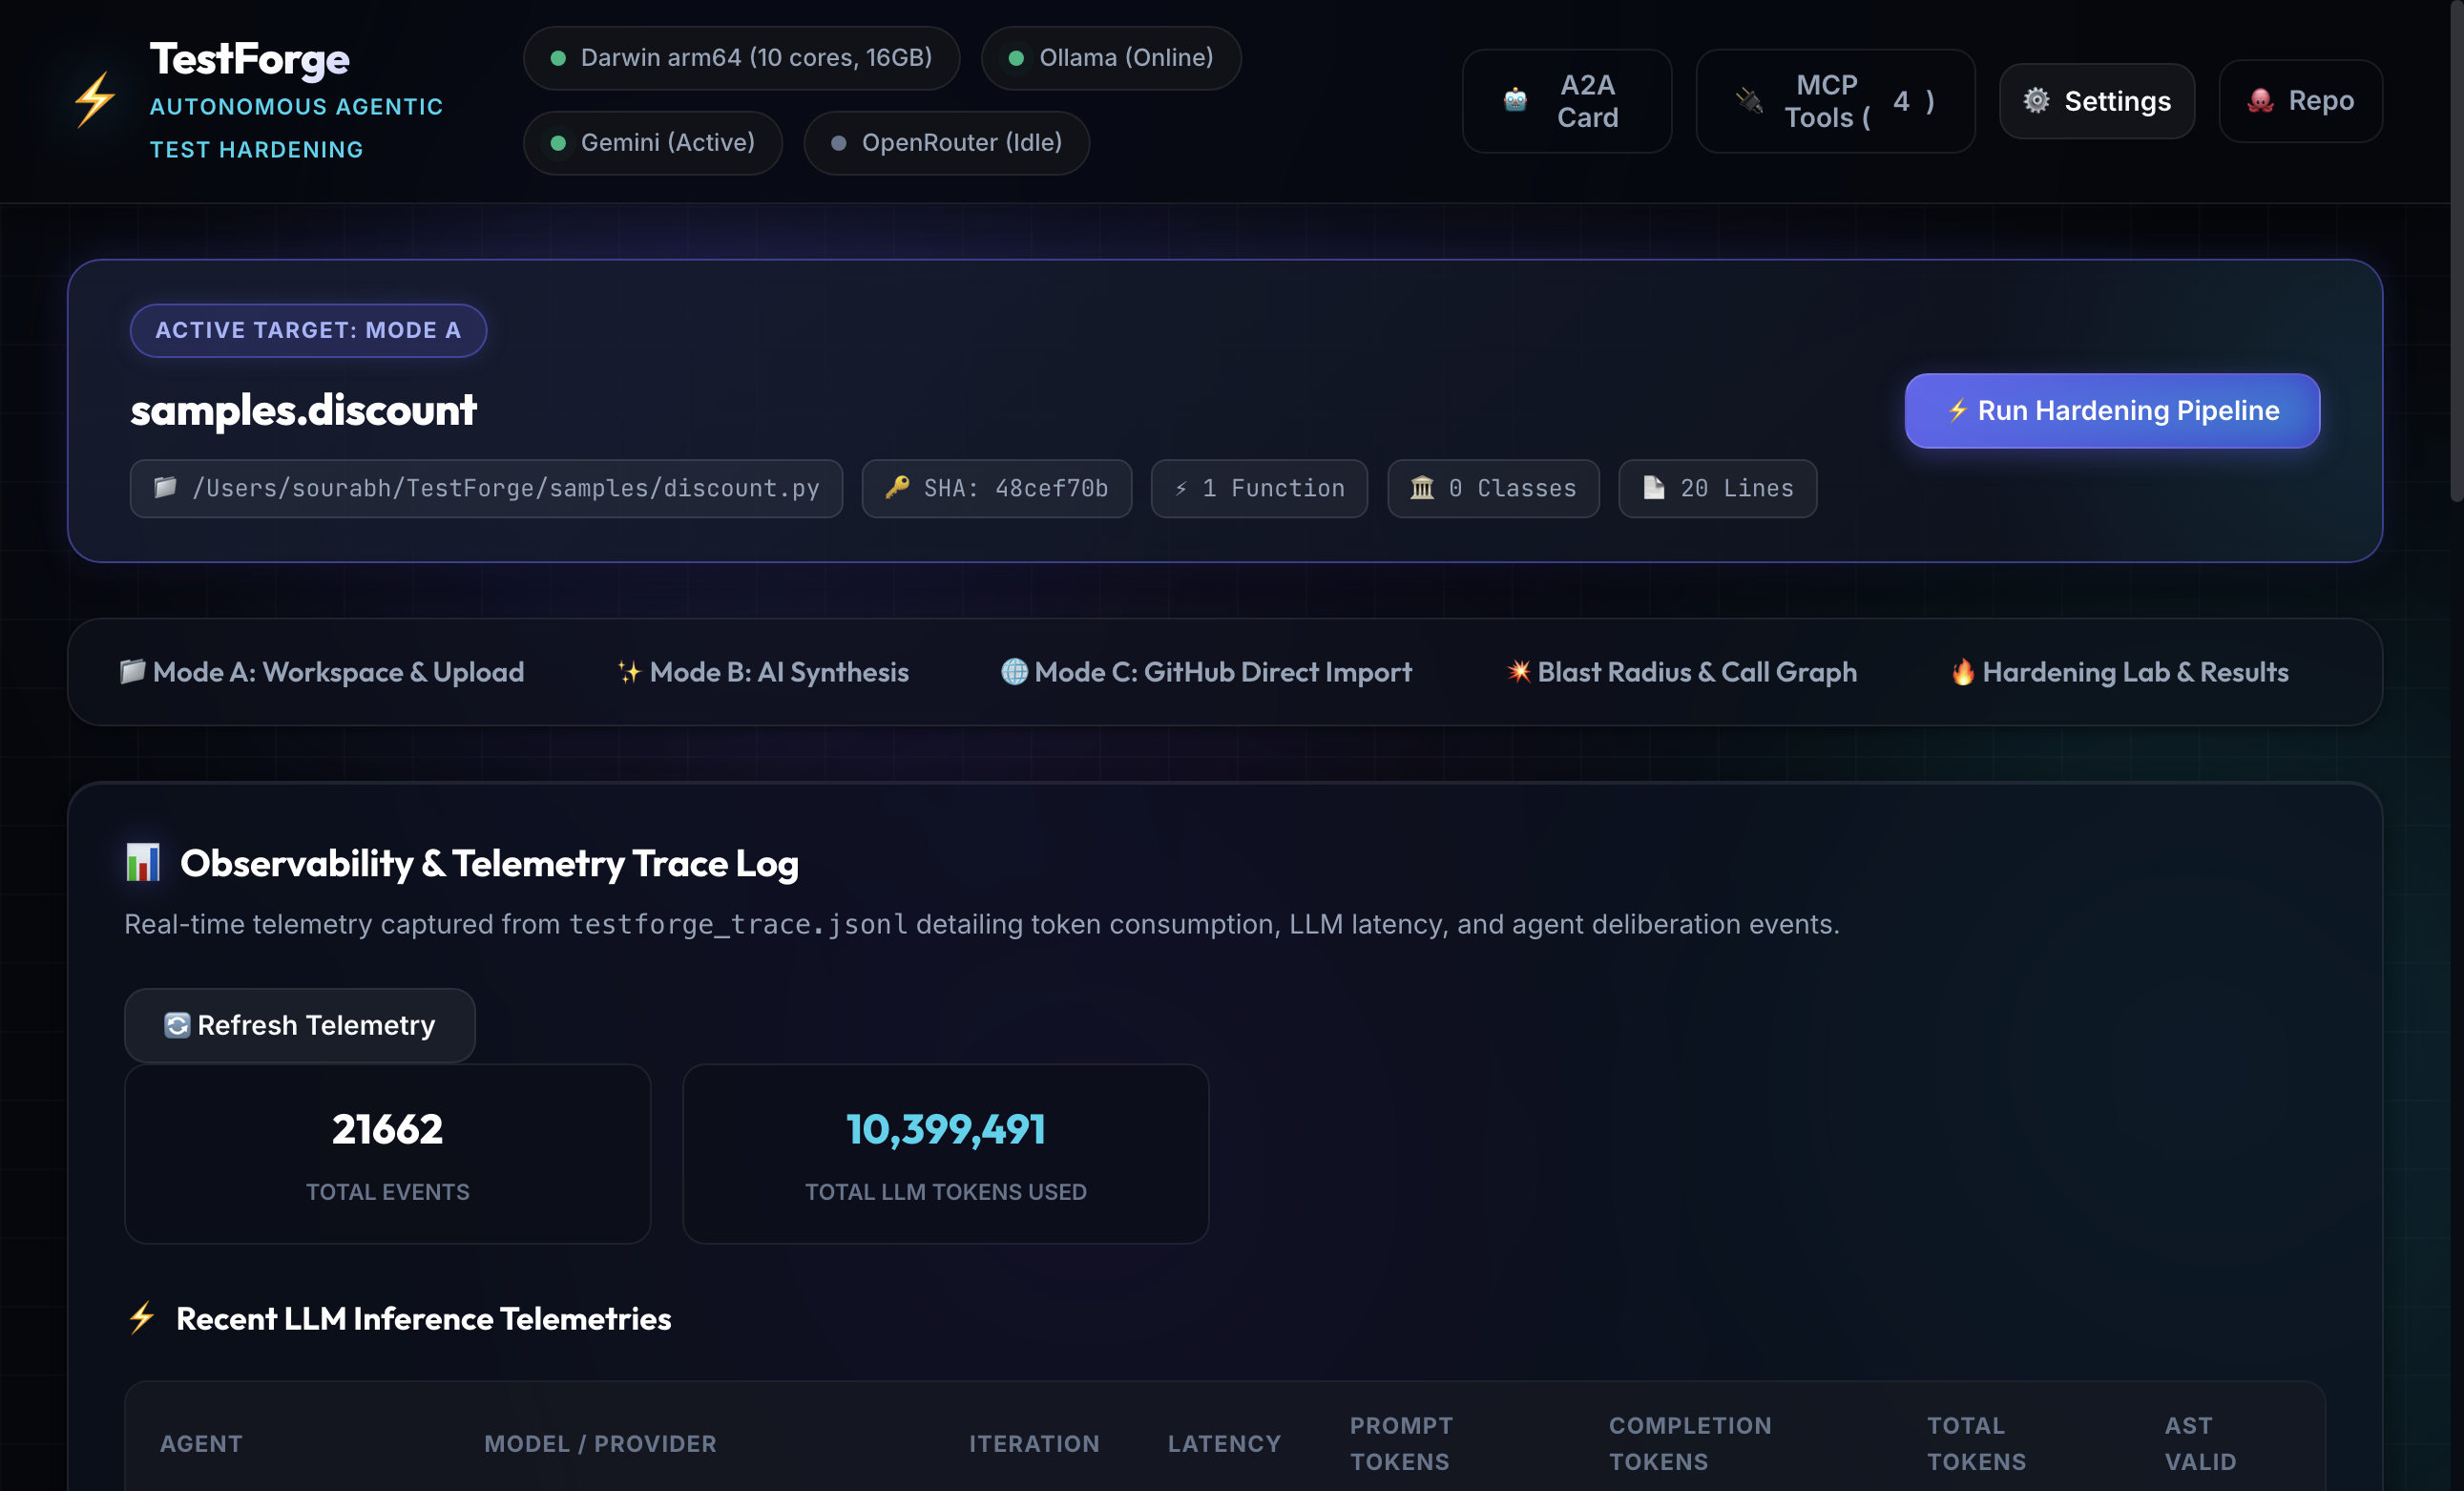 TestForge
AUTONOMOUS AGENTIC
TEST HARDENING
Darwin arm64 (10 cores, 16GB)
Ollama (Online)
Gemini (Active)
OpenRouter (Idle)
A2A
Card
MCP
Tools ( 4 )
Settings
Repo
ACTIVE TARGET: MODE A
samples.discount
/Users/sourabh/TestForge/samples/discount.py
SHA: 48cef70b
1 Function
0 Classes
20 Lines
Run Hardening Pipeline
Mode A: Workspace & Upload
Mode B: AI Synthesis
Mode C: GitHub Direct Import
Blast Radius & Call Graph
Hardening Lab & Results
Observability & Telemetry Trace Log
Real-time telemetry captured from testforge_trace.jsonl detailing token consumption, LLM latency, and agent deliberation events.
Refresh Telemetry
21662
TOTAL EVENTS
10,399,491
TOTAL LLM TOKENS USED
Recent LLM Inference Telemetries
AGENT
MODEL / PROVIDER
ITERATION
LATENCY
PROMPT
TOKENS
COMPLETION
TOKENS
TOTAL
TOKENS
AST
VALID